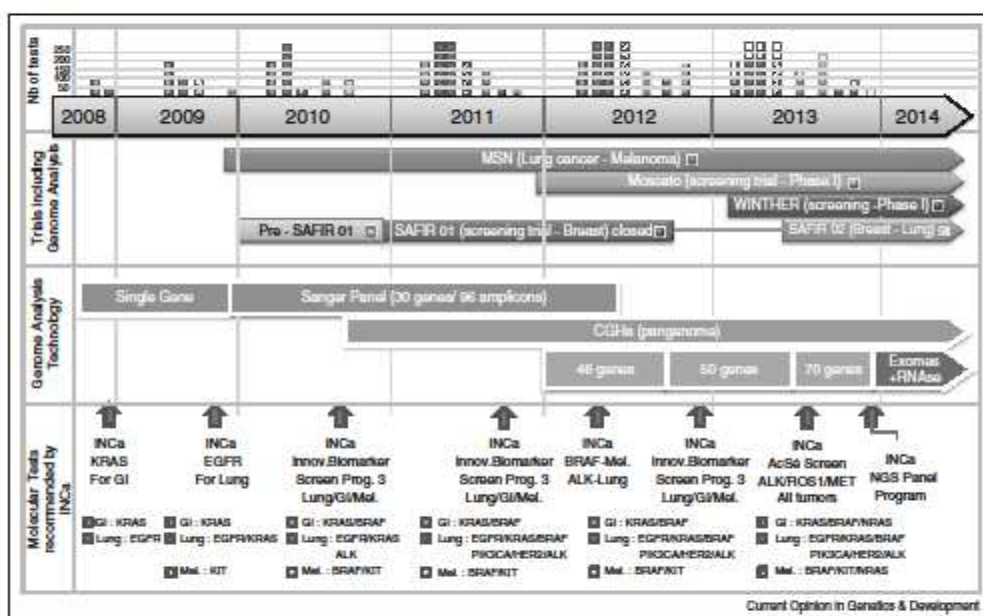 Nb of tests
2008
2009
2010
2011
2012
2013
2014
Trials including
Genome Analysis
MSN (Lung cancer - Melanoma)
Moscato (screening trial - Phase I)
WINTHER (screening -Phase I)
Pre - SAFIR 01
SAFIR 01 (screening trial - Breast) closed
SAFIR 02 (Breast - Lung)
Genome Analysis
Technology
Single Gene
Sanger Panel (30 genes/ 96 amplicons)
CGHa (pangenome)
46 genes
50 genes
70 genes
Exomes
+RNAse
Molecular Tests
recommended by
INCa
INCa
KRAS
For GI
INCa
EGFR
For Lung
INCa
Innov.Biomarker
Screen Prog. 3
Lung/GI/Mel.
INCa
Innov.Biomarker
Screen Prog. 3
Lung/GI/Mel.
INCa
BRAF-Mel.
ALK-Lung
INCa
Innov.Biomarker
Screen Prog. 3
Lung/GI/Mel.
INCa
AcSé Screen
ALK/ROS1/MET
All tumors
INCa
NGS Panel
Program
GI : KRAS
Lung : EGFR
GI : KRAS
Lung : EGFR/KRAS
Mel. : KIT
GI : KRAS/BRAF
Lung : EGFR/KRAS
ALK
Mel. : BRAF/KIT
GI : KRAS/BRAF
Lung : EGFR/KRAS/BRAF
PIK3CA/HER2/ALK
Mel. : BRAF/KIT
GI : KRAS/BRAF
Lung : EGFR/KRAS/BRAF
PIK3CA/HER2/ALK
Mel. : BRAF/KIT
GI : KRAS/BRAF/NRAS
Lung : EGFR/KRAS/BRAF
PIK3CA/HER2/ALK
Mel. : BRAF/KIT/NRAS
Current Opinion in Genetics & Development